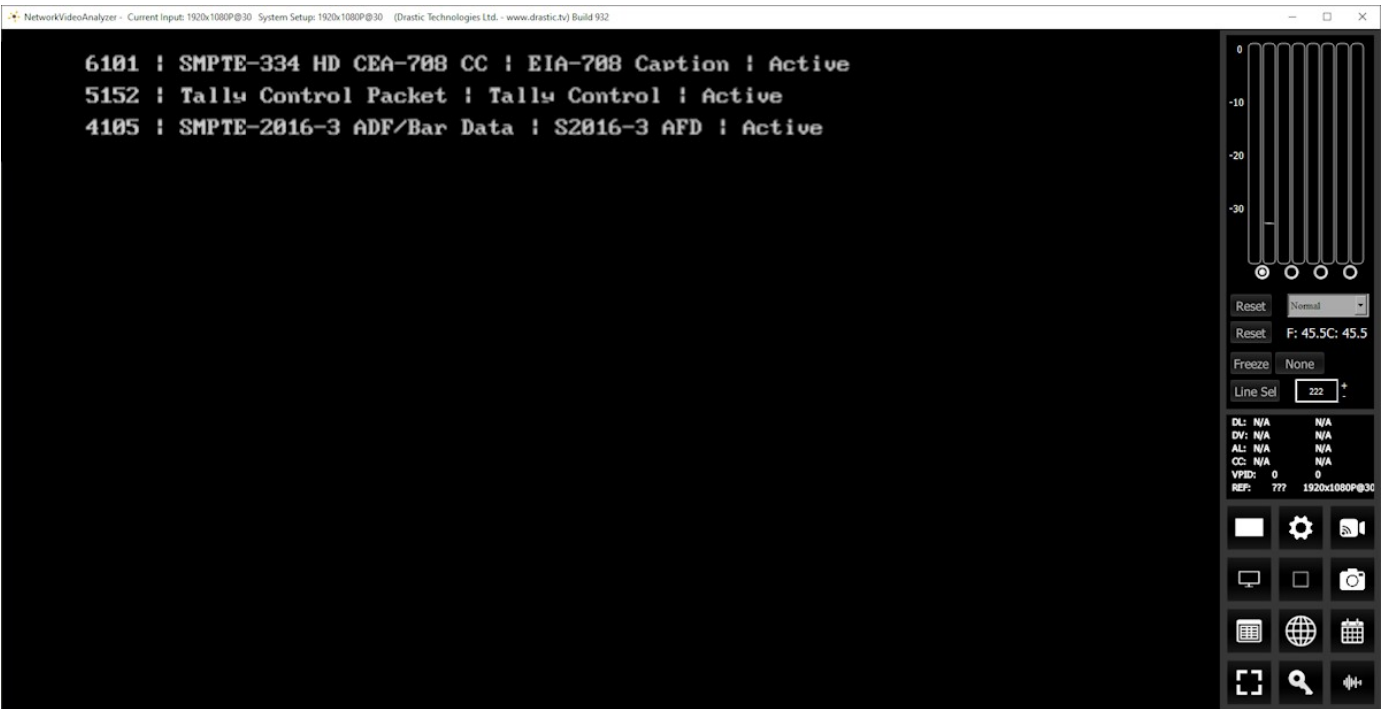 NetworkVideoAnalyzer - Current Input: 1920x1080P@30 System Setup: 1920x1080P@30 (Drastic Technologies Ltd. - www.drastic.tv) Build 932
6101 ¦ SMPTE-334 HD CEA-708 CC ¦ EIA-708 Caption ¦ Active
5152 ¦ Tally Control Packet ¦ Tally Control ¦ Active
4105 ¦ SMPTE-2016-3 ADF/Bar Data ¦ S2016-3 AFD ¦ Active
0
-10
-20
-30
Reset Normal
Reset F: 45.5C: 45.5
Freeze None
Line Sel 222 + -
DL: N/A N/A
DV: N/A N/A
AL: N/A N/A
CC: N/A N/A
VPID: 0 0
REF: ??? 1920x1080P@30